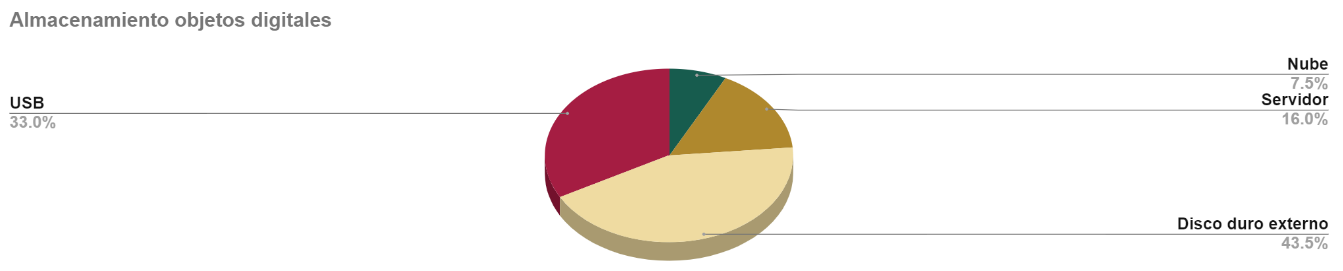 Almacenamiento objetos digitales
USB
33.0%
Nube
7.5%
Servidor
16.0%
Disco duro externo
43.5%